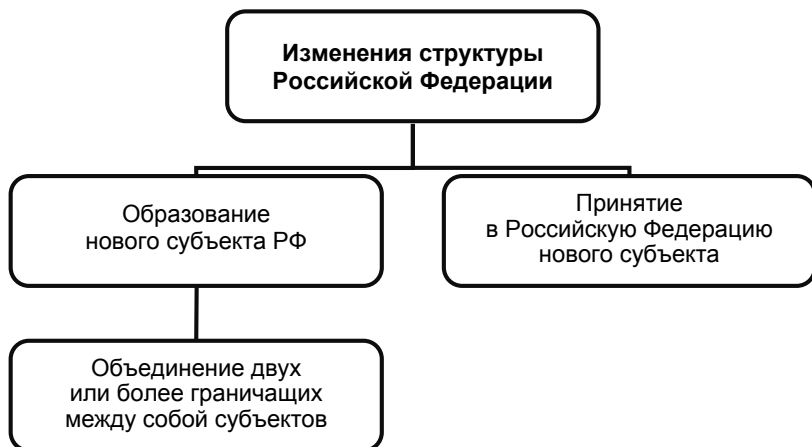 Изменения структуры
Российской Федерации
Образование
нового субъекта РФ
Принятие
в Российскую Федерацию
нового субъекта
Объединение двух
или более граничащих
между собой субъектов